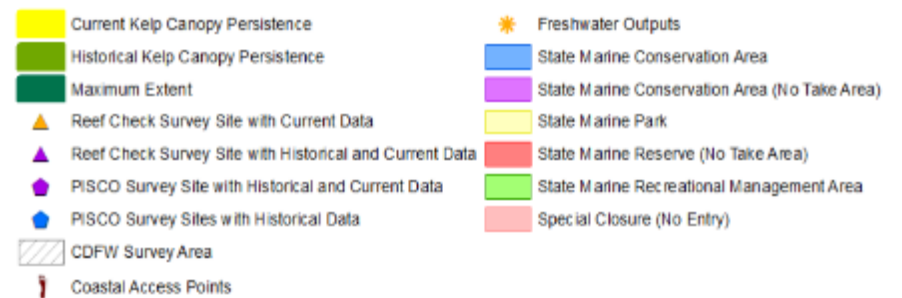 Current Kelp Canopy Persistence
Historical Kelp Canopy Persistence
Maximum Extent
Reef Check Survey Site with Current Data
Reef Check Survey Site with Historical and Current Data
PISCO Survey Site with Historical and Current Data
PISCO Survey Sites with Historical Data
CDFW Survey Area
Coastal Access Points
Freshwater Outputs
State Marine Conservation Area
State Marine Conservation Area (No Take Area)
State Marine Park
State Marine Reserve (No Take Area)
State Marine Recreational Management Area
Special Closure (No Entry)